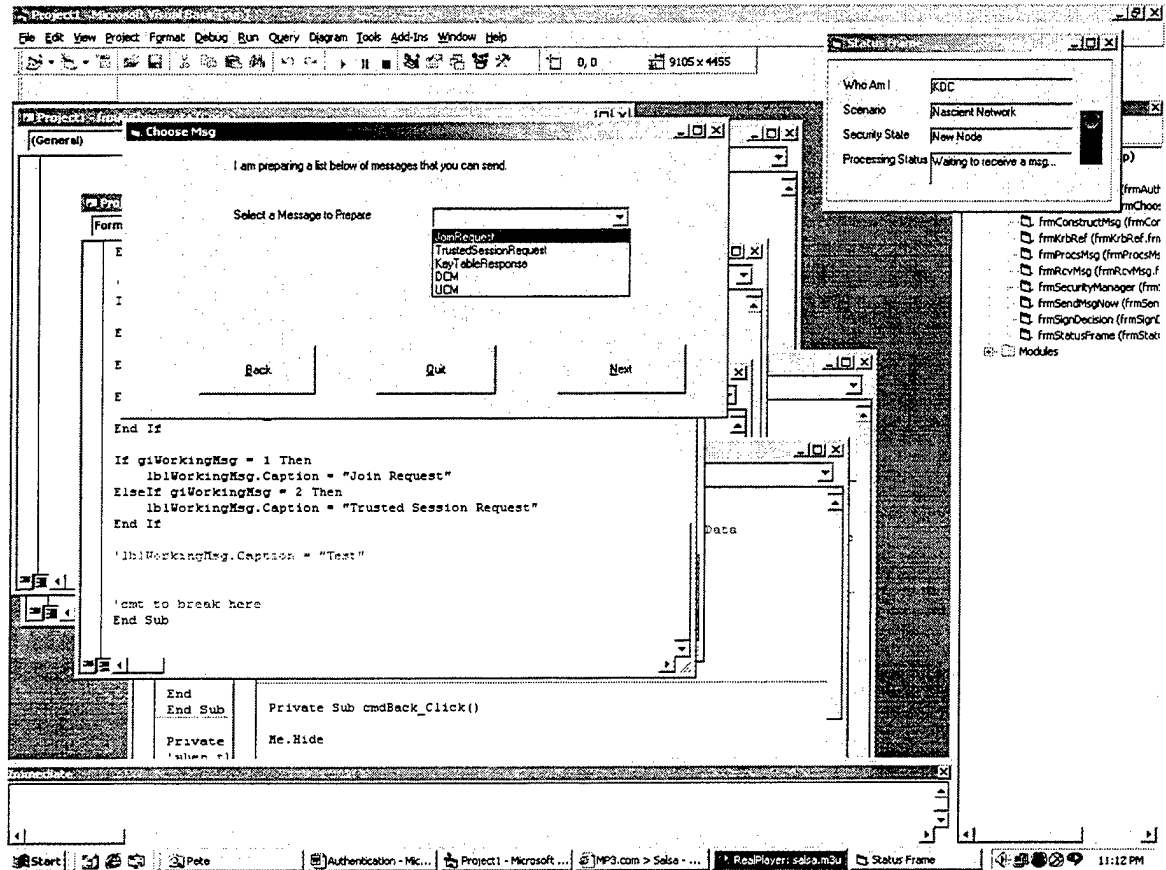 Project1 - Microsoft Visual Basic [run]
File Edit View Project Format Debug Run Query Diagram Tools Add-Ins Window Help
0, 0
9105 x 4455
Status Frame
Who Am I
KDC
Scenario
Nascient Network
Security State
New Node
Processing Status
Waiting to receive a msg...
Project1 -
(General)
Choose Msg
I am preparing a list below of messages that you can send.
Select a Message to Prepare
JoinRequest
TrustedSessionRequest
KeyTableResponse
DCM
UCM
Back
Quit
Next
Form
E
I
E
E
E
End If
If giWorkingMsg = 1 Then
lblWorkingMsg.Caption = "Join Request"
ElseIf giWorkingMsg = 2 Then
lblWorkingMsg.Caption = "Trusted Session Request"
End If
'lblWorkingMsg.Caption = "Test"
'cmt to break here
End Sub
Data
End
End Sub
Private
Private Sub cmdBack_Click()
Me.Hide
p)
(frmAuth
rmChoos
frmConstructMsg (frmCor
frmKrbRef (frmKrbRef.frn
frmProcsMsg (frmProcsMs
frmRcvMsg (frmRcvMsg.f
frmSecurityManager (frm
frmSendMsgNow (frmSen
frmSignDecision (frmSignD
frmStatusFrame (frmStat
Modules
Immediate
Start
Pete
Authentication - Mic...
Project1 - Microsoft ...
MP3.com > Salsa - ...
RealPlayer: salsa.m3u
Status Frame
11:12 PM